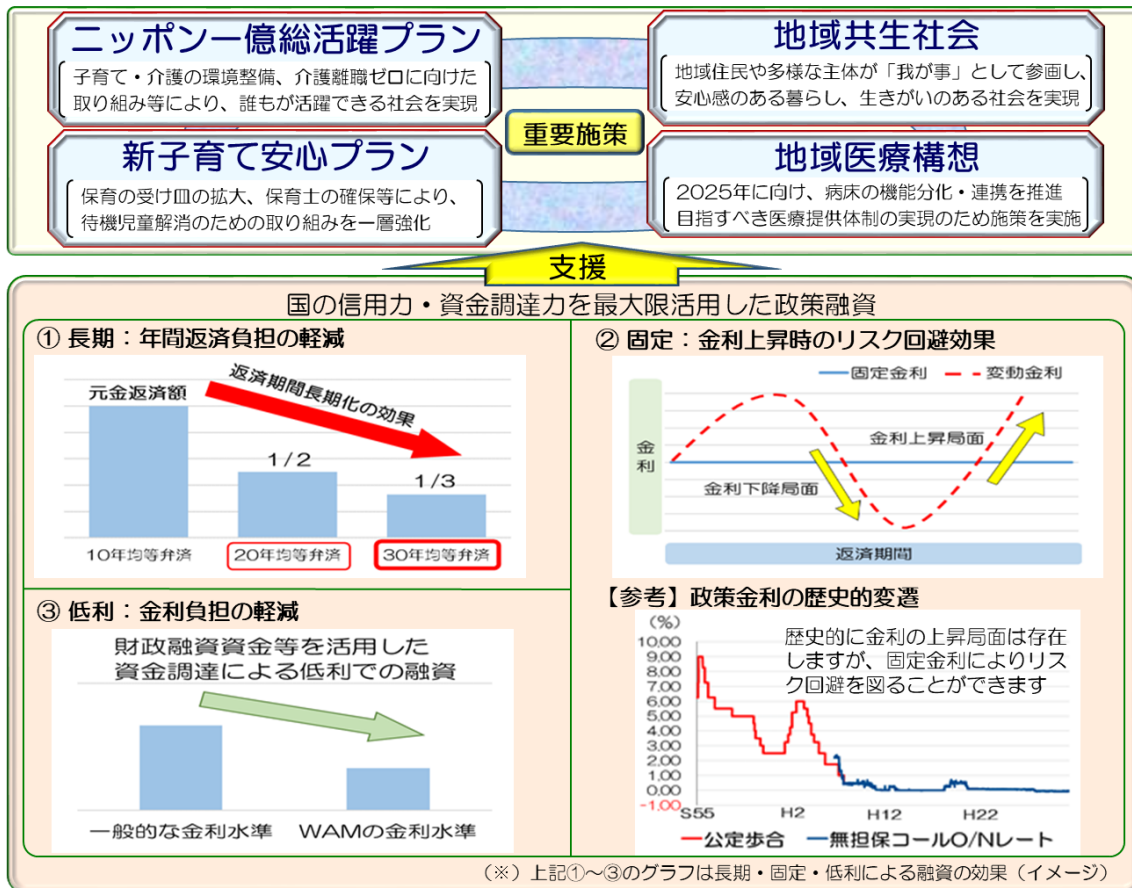 ニッポン一億総活躍プラン
子育て・介護の環境整備、介護離職ゼロに向けた
取り組み等により、誰もが活躍できる社会を実現
地域共生社会
地域住民や多様な主体が「我が事」として参画し、
安心感のある暮らし、生きがいのある社会を実現
重要施策
新子育て安心プラン
保育の受け皿の拡大、保育士の確保等により、
待機児童解消のための取り組みを一層強化
地域医療構想
2025年に向け、病床の機能分化・連携を推進
目指すべき医療提供体制の実現のため施策を実施
支援
国の信用力・資金調達力を最大限活用した政策融資
① 長期：年間返済負担の軽減
元金返済額
返済期間長期化の効果
1/2
1/3
10年均等弁済
20年均等弁済
30年均等弁済
② 固定：金利上昇時のリスク回避効果
固定金利
変動金利
金利
金利上昇局面
金利下降局面
返済期間
③ 低利：金利負担の軽減
財政融資資金等を活用した
資金調達による低利での融資
一般的な金利水準
WAMの金利水準
【参考】政策金利の歴史的変遷
(%)
10.00
9.00
8.00
7.00
6.00
5.00
4.00
3.00
2.00
1.00
0.00
-1.00
歴史的に金利の上昇局面は存在
しますが、固定金利によりリス
ク回避を図ることができます
S55
H2
H12
H22
公定歩合
無担保コールO/Nレート
（※）上記①～③のグラフは長期・固定・低利による融資の効果（イメージ）